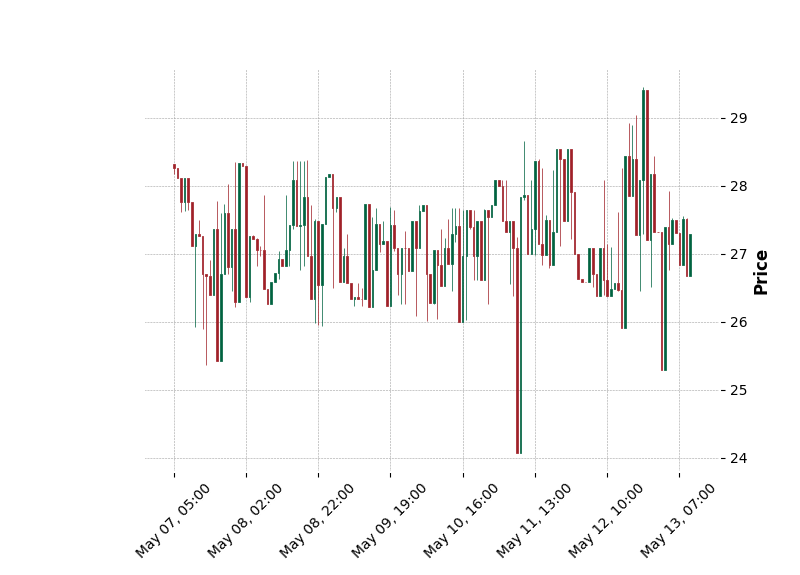 29
28
27
26
25
24
Price
May 07, 05:00
May 08, 02:00
May 08, 22:00
May 09, 19:00
May 10, 16:00
May 11, 13:00
May 12, 10:00
May 13, 07:00